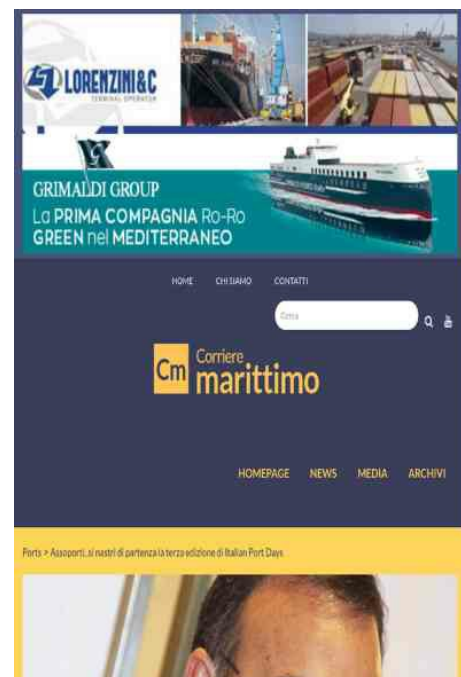 LORENZINI & C
TERMINAL OPERATOR
GRIMALDI GROUP
La PRIMA COMPAGNIA Ro-Ro
GREEN nel MEDITERRANEO
HOME CHI SIAMO CONTATTI
Cerca
Cm Corriere
marittimo
HOMEPAGE NEWS MEDIA ARCHIVI
Ports > Assoporti, si nastri di partenza la terza edizione di Italian Port Days